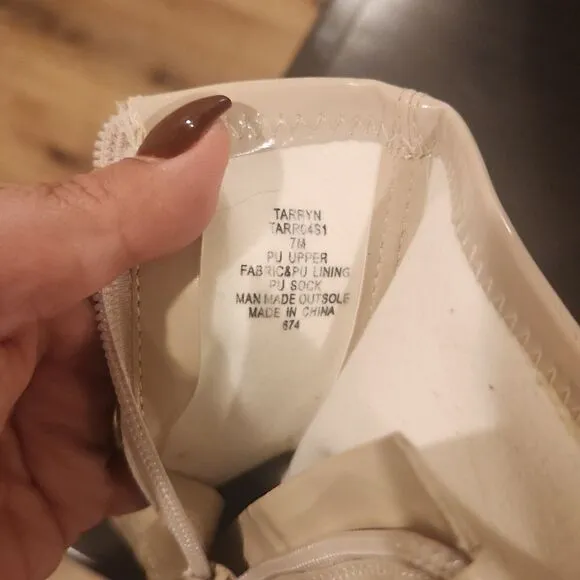 TARRYN
TARR04S1
7M
PU UPPER
FABRIC&PU LINING
PU SOCK
MAN MADE OUTSOLE
MADE IN CHINA
674